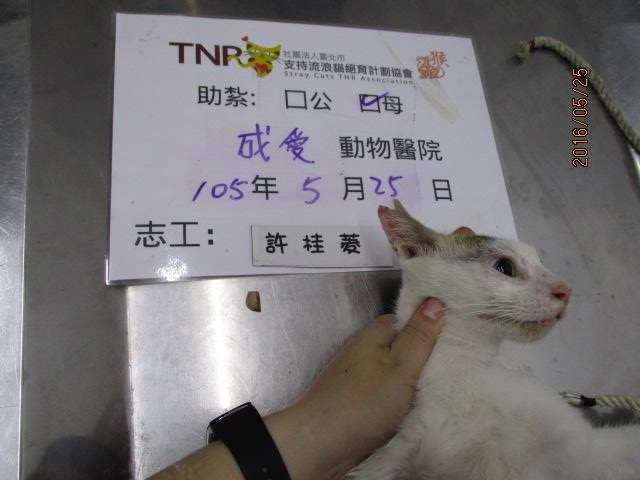 TNR 社團法人臺北市
支持流浪貓絕育計劃協會
Stray Cats TNR Association
助紮: □公 ☑母
成愛 動物醫院
105年 5月25日
志工: 許桂菱
2016/05/25